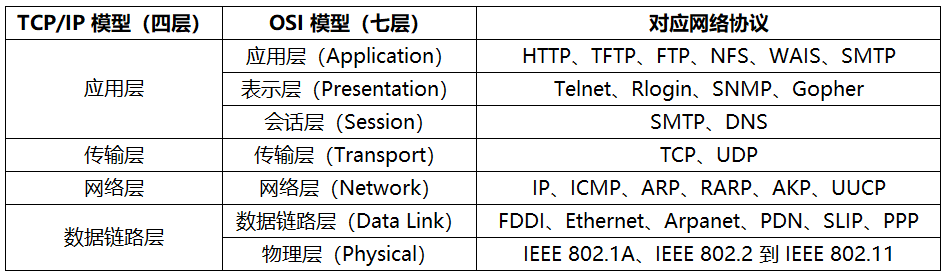 TCP/IP 模型（四层） OSI 模型（七层） 对应网络协议
应用层 应用层（Application） HTTP、TFTP、FTP、NFS、WAIS、SMTP
表示层（Presentation） Telnet、Rlogin、SNMP、Gopher
会话层（Session） SMTP、DNS
传输层 传输层（Transport） TCP、UDP
网络层 网络层（Network） IP、ICMP、ARP、RARP、AKP、UUCP
数据链路层 数据链路层（Data Link） FDDI、Ethernet、Arpanet、PDN、SLIP、PPP
物理层（Physical） IEEE 802.1A、IEEE 802.2 到 IEEE 802.11